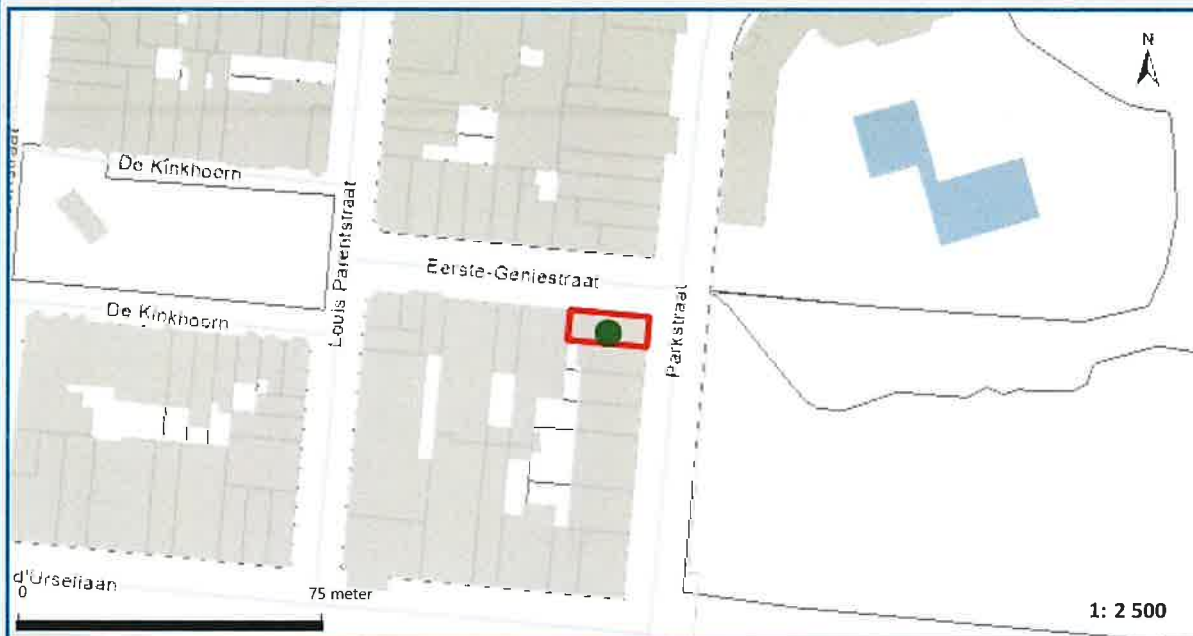 N
De Kinkhoorn
Louis Parentstraat
Eerste-Geniestraat
De Kinkhoorn
Parkstraat
d'Ursellaan
0
75 meter
1: 2 500